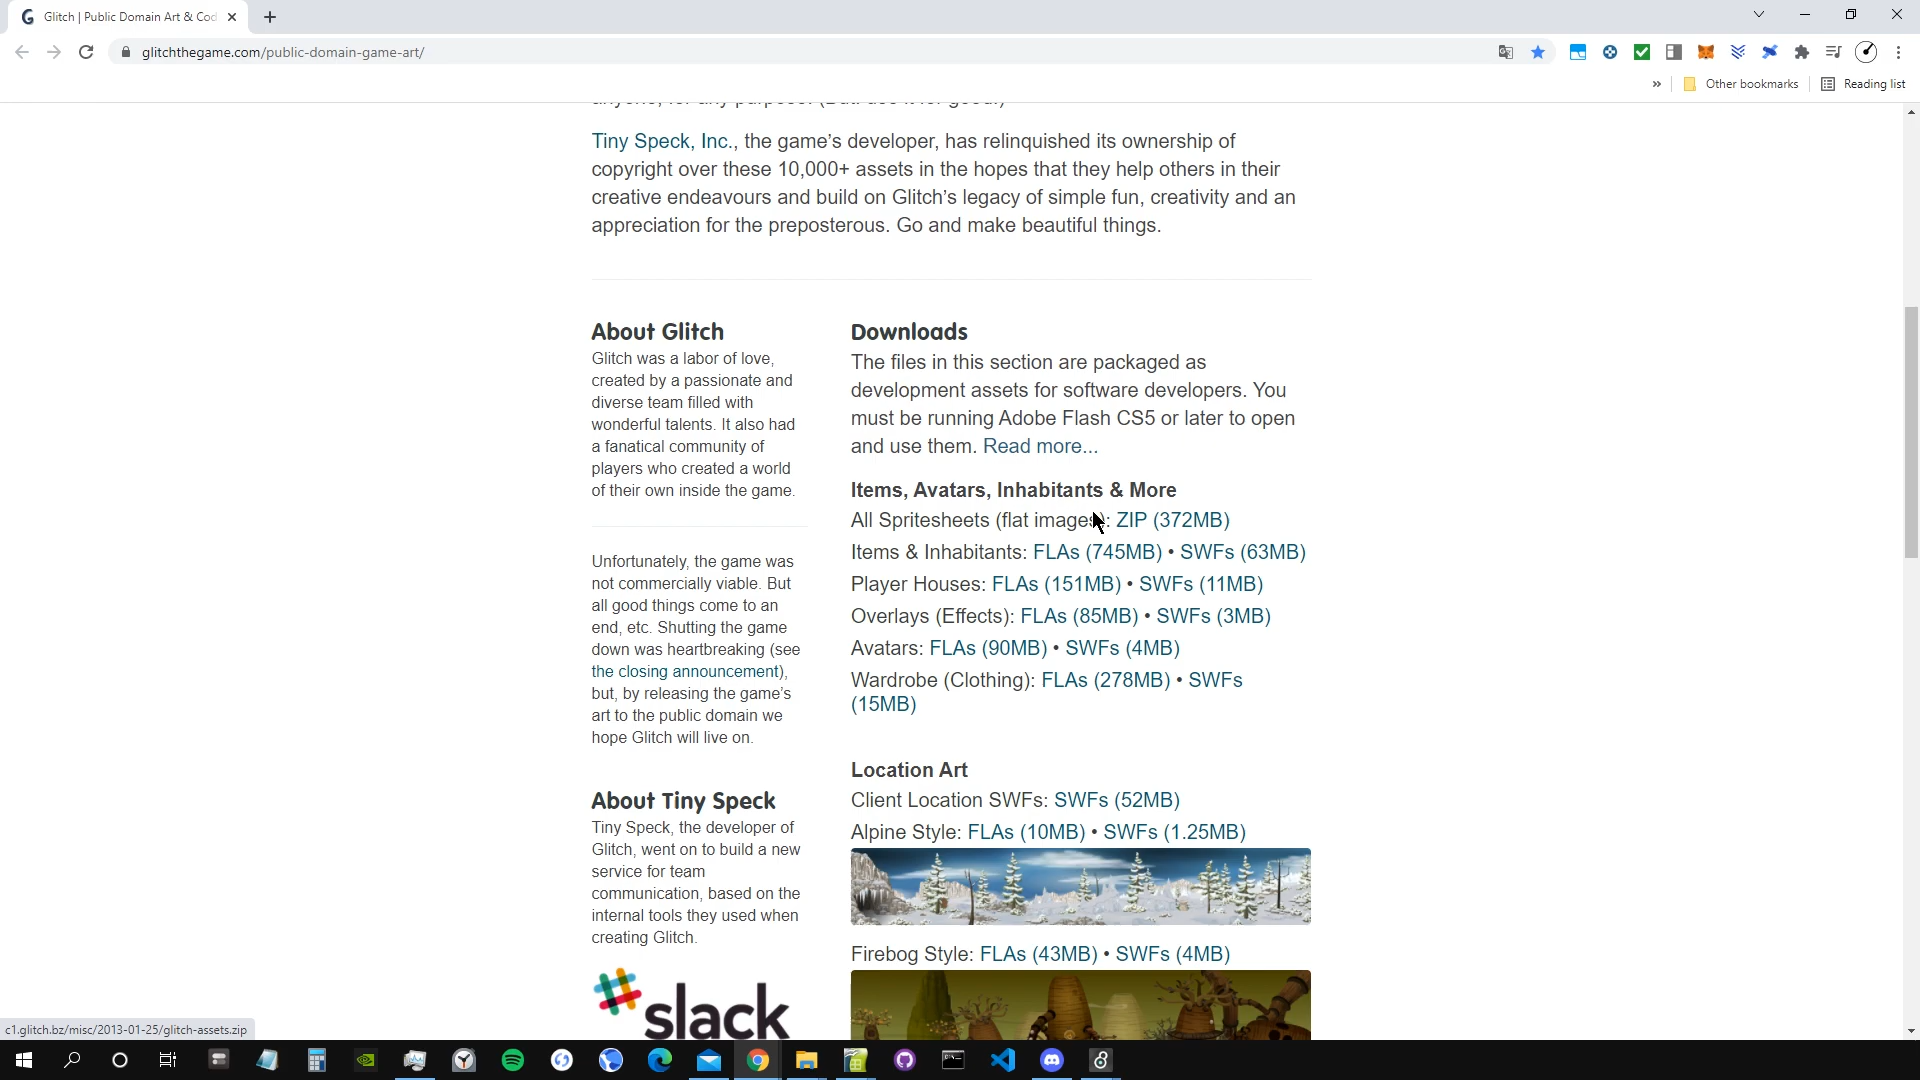 Glitch | Public Domain Art & Cod
glitchthegame.com/public-domain-game-art/
» Other bookmarks Reading list
anyone, for any purpose. (But: use it for good!)
Tiny Speck, Inc., the game's developer, has relinquished its ownership of
copyright over these 10,000+ assets in the hopes that they help others in their
creative endeavours and build on Glitch's legacy of simple fun, creativity and an
appreciation for the preposterous. Go and make beautiful things.
About Glitch
Glitch was a labor of love,
created by a passionate and
diverse team filled with
wonderful talents. It also had
a fanatical community of
players who created a world
of their own inside the game.
Unfortunately, the game was
not commercially viable. But
all good things come to an
end, etc. Shutting the game
down was heartbreaking (see
the closing announcement),
but, by releasing the game's
art to the public domain we
hope Glitch will live on.
About Tiny Speck
Tiny Speck, the developer of
Glitch, went on to build a new
service for team
communication, based on the
internal tools they used when
creating Glitch.
slack
Downloads
The files in this section are packaged as
development assets for software developers. You
must be running Adobe Flash CS5 or later to open
and use them. Read more...
Items, Avatars, Inhabitants & More
All Spritesheets (flat images): ZIP (372MB)
Items & Inhabitants: FLAs (745MB) • SWFs (63MB)
Player Houses: FLAs (151MB) • SWFs (11MB)
Overlays (Effects): FLAs (85MB) • SWFs (3MB)
Avatars: FLAs (90MB) • SWFs (4MB)
Wardrobe (Clothing): FLAs (278MB) • SWFs
(15MB)
Location Art
Client Location SWFs: SWFs (52MB)
Alpine Style: FLAs (10MB) • SWFs (1.25MB)
Firebog Style: FLAs (43MB) • SWFs (4MB)
c1.glitch.bz/misc/2013-01-25/glitch-assets.zip